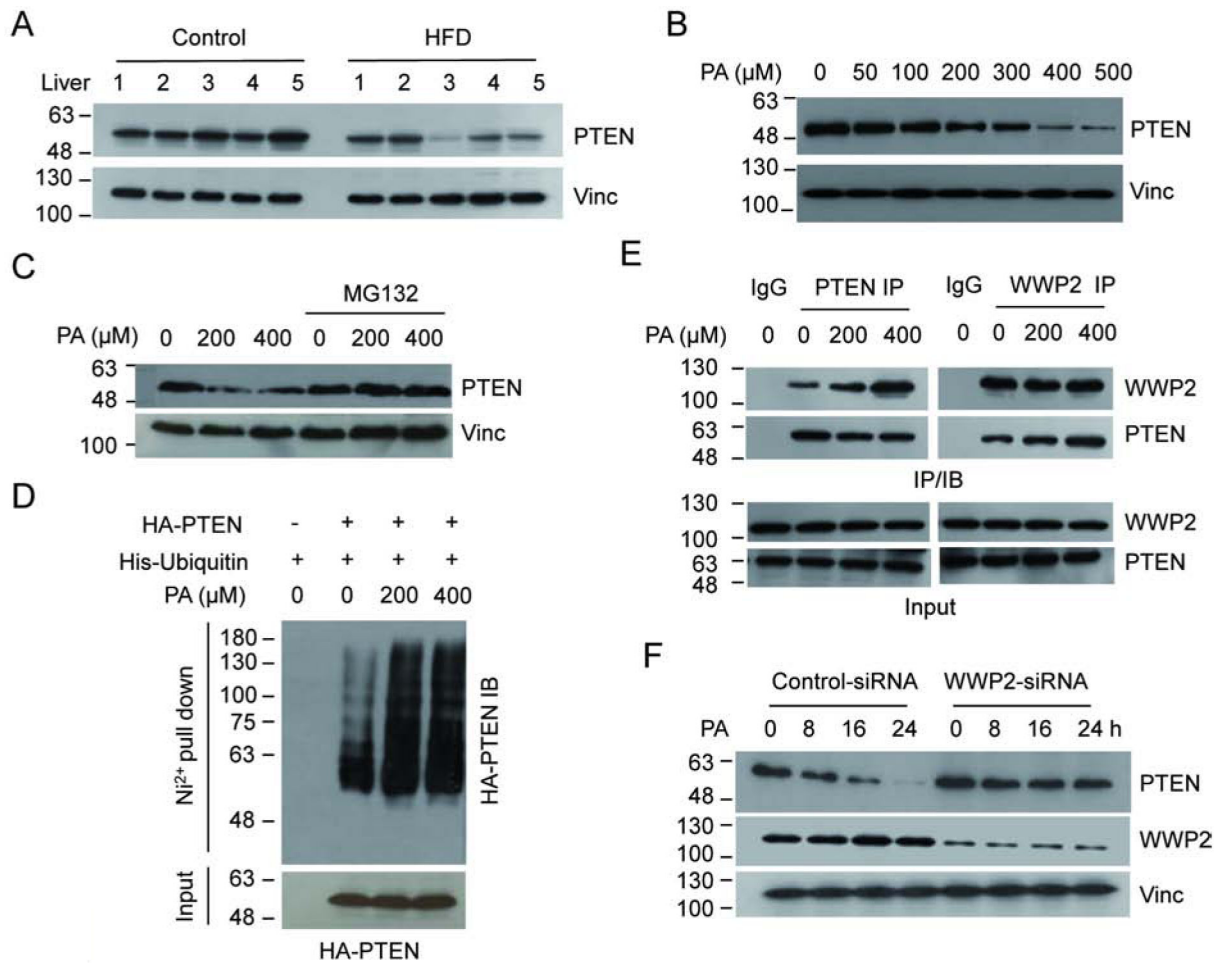 A
Control HFD
Liver 1 2 3 4 5 1 2 3 4 5
63
48
PTEN
130
100
Vinc
B
PA (µM) 0 50 100 200 300 400 500
63
48
PTEN
130
100
Vinc
C
MG132
PA (µM) 0 200 400 0 200 400
63
48
PTEN
100
Vinc
D
HA-PTEN - + + +
His-Ubiquitin + + + +
PA (µM) 0 0 200 400
Ni²⁺ pull down
180
130
100
75
63
48
HA-PTEN IB
Input
63
48
HA-PTEN
E
IgG PTEN IP IgG WWP2 IP
PA (µM) 0 0 200 400 0 0 200 400
130
100
WWP2
63
48
PTEN
IP/IB
130
100
WWP2
63
48
PTEN
Input
F
Control-siRNA WWP2-siRNA
PA 0 8 16 24 0 8 16 24 h
63
48
PTEN
130
100
WWP2
130
100
Vinc